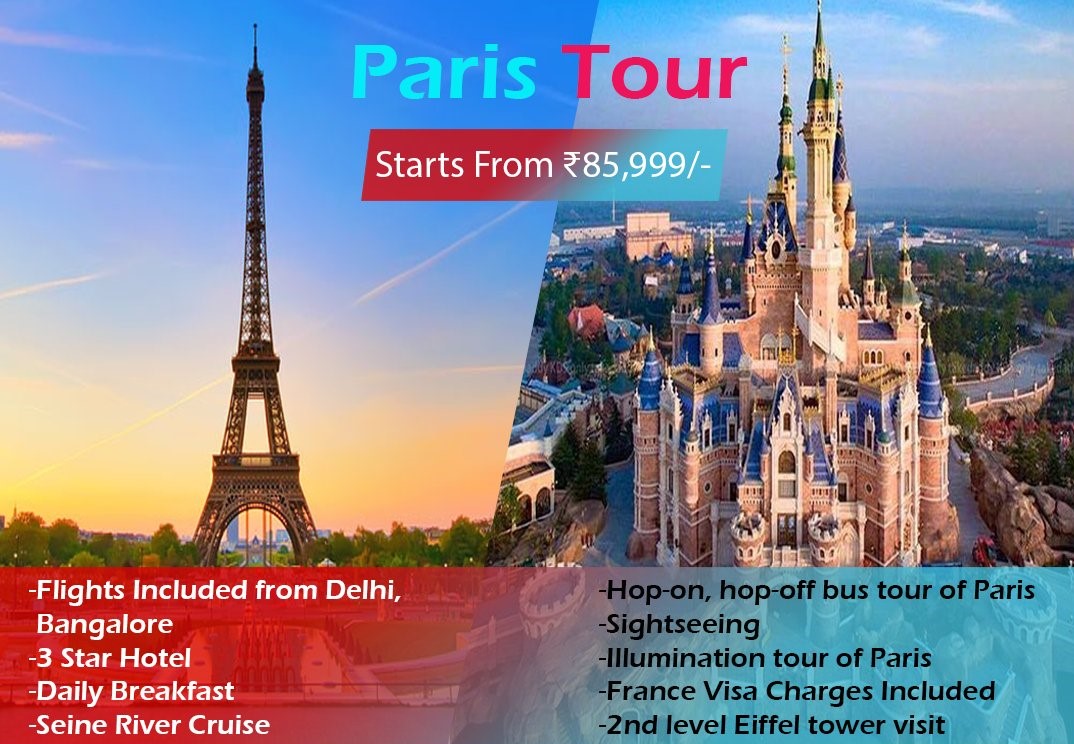 Paris Tour
Starts From ₹85,999/-
-Flights Included from Delhi,
Bangalore
-3 Star Hotel
-Daily Breakfast
-Seine River Cruise
-Hop-on, hop-off bus tour of Paris
-Sightseeing
-Illumination tour of Paris
-France Visa Charges Included
-2nd level Eiffel tower visit